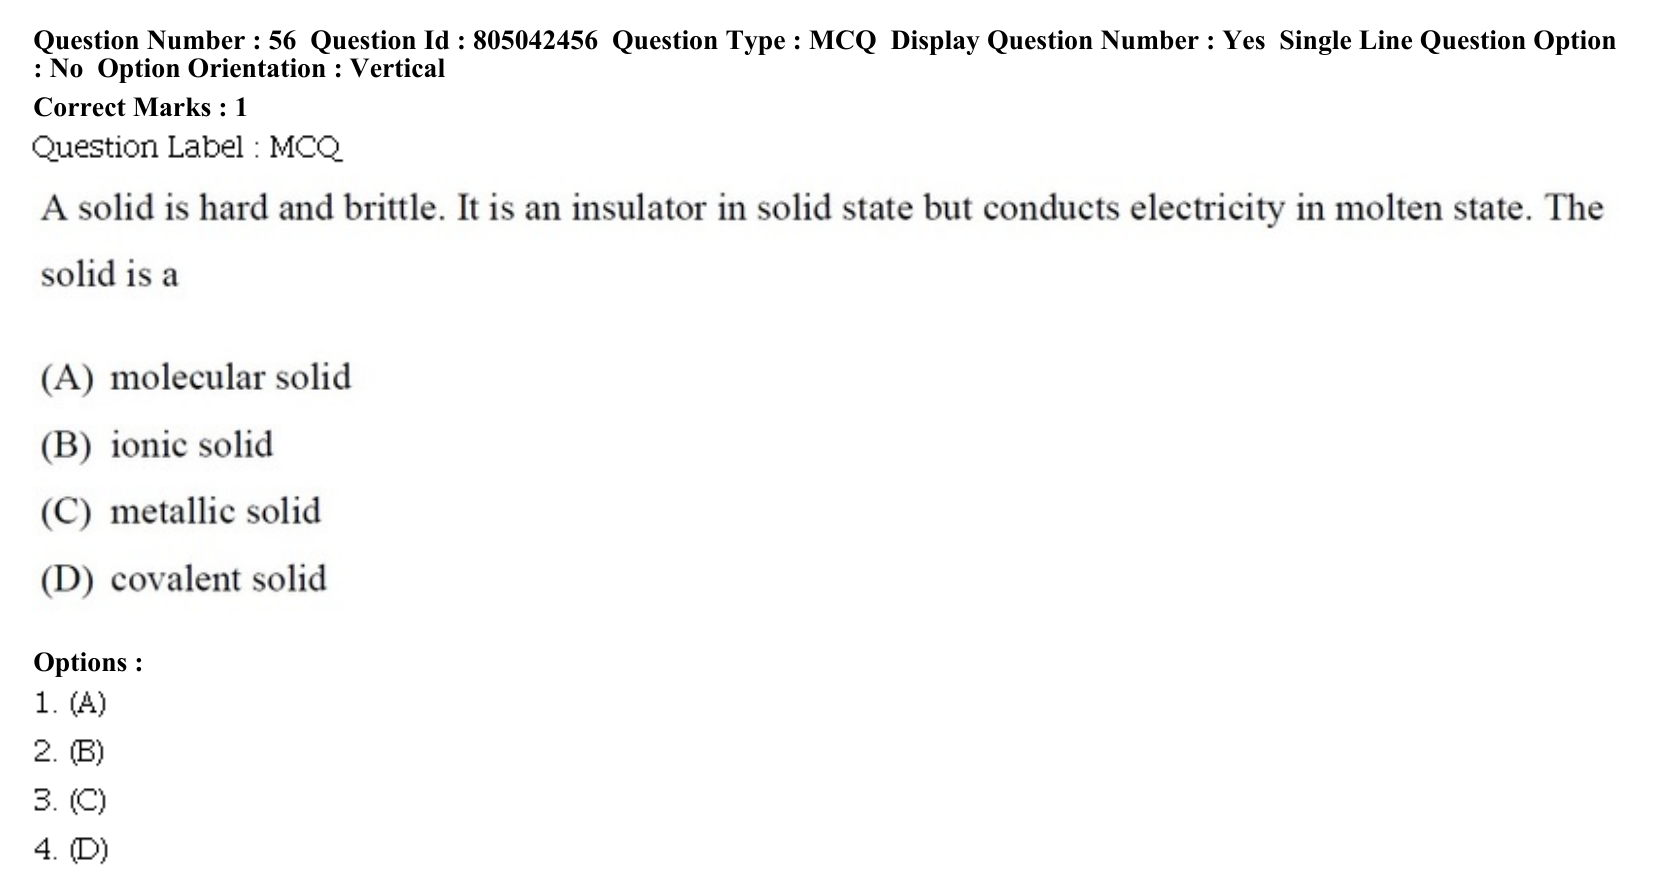 Question Number : 56 Question Id : 805042456 Question Type : MCQ Display Question Number : Yes Single Line Question Option
: No Option Orientation : Vertical
Correct Marks : 1
Question Label : MCQ
A solid is hard and brittle. It is an insulator in solid state but conducts electricity in molten state. The
solid is a
(A) molecular solid
(B) ionic solid
(C) metallic solid
(D) covalent solid
Options :
1. (A)
2. (B)
3. (C)
4. (D)